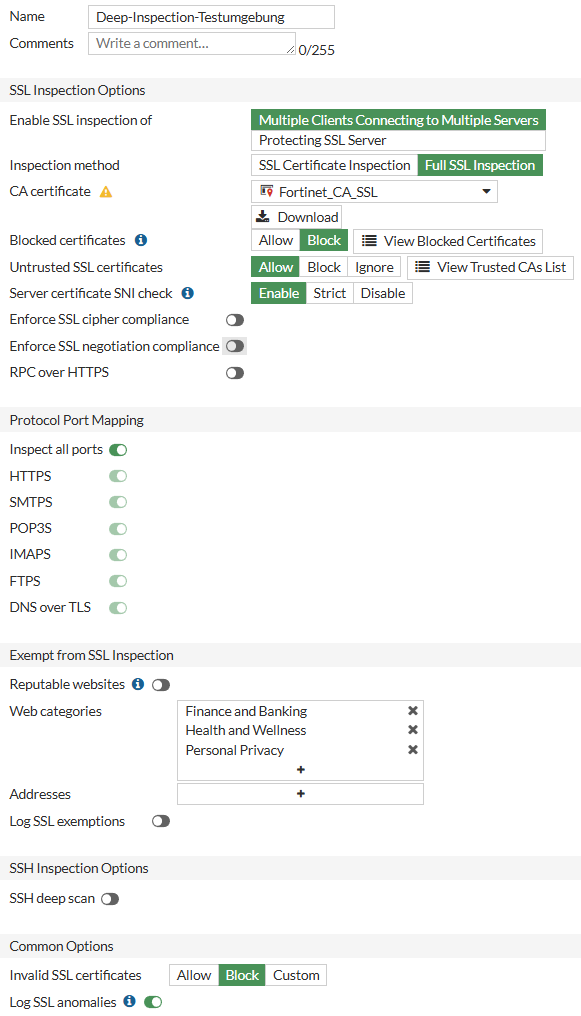 Name Deep-Inspection-Testumgebung
Comments Write a comment... 0/255
SSL Inspection Options
Enable SSL inspection of Multiple Clients Connecting to Multiple Servers
Protecting SSL Server
Inspection method SSL Certificate Inspection Full SSL Inspection
CA certificate Fortinet_CA_SSL
Download
Blocked certificates Allow Block View Blocked Certificates
Untrusted SSL certificates Allow Block Ignore View Trusted CAs List
Server certificate SNI check Enable Strict Disable
Enforce SSL cipher compliance
Enforce SSL negotiation compliance
RPC over HTTPS
Protocol Port Mapping
Inspect all ports
HTTPS
SMTPS
POP3S
IMAPS
FTPS
DNS over TLS
Exempt from SSL Inspection
Reputable websites
Web categories Finance and Banking
Health and Wellness
Personal Privacy
+
Addresses +
Log SSL exemptions
SSH Inspection Options
SSH deep scan
Common Options
Invalid SSL certificates Allow Block Custom
Log SSL anomalies